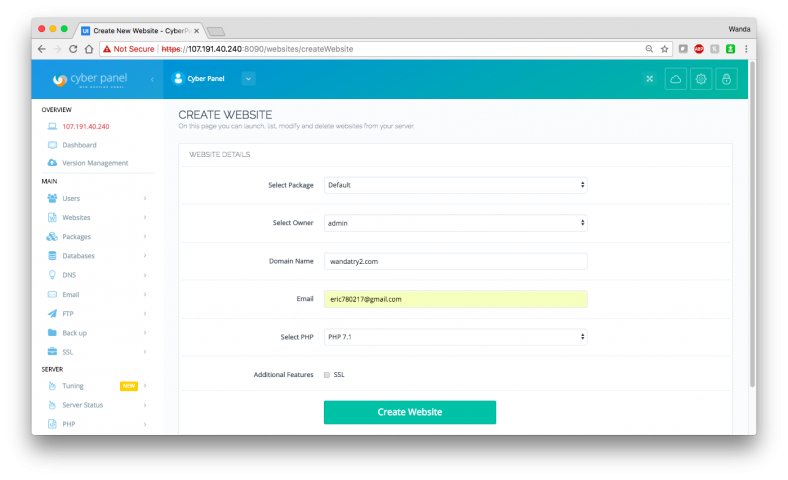 Create New Website - CyberP
Wanda
Not Secure | https://107.191.40.240:8090/websites/createWebsite
cyber panel
WEB HOSTING PANEL
Cyber Panel
OVERVIEW
107.191.40.240
Dashboard
Version Management
MAIN
Users
Websites
Packages
Databases
DNS
Email
FTP
Back up
SSL
SERVER
Tuning NEW
Server Status
PHP
CREATE WEBSITE
On this page you can launch, list, modify and delete websites from your server.
WEBSITE DETAILS
Select Package Default
Select Owner admin
Domain Name wandatry2.com
Email eric780217@gmail.com
Select PHP PHP 7.1
Additional Features SSL
Create Website